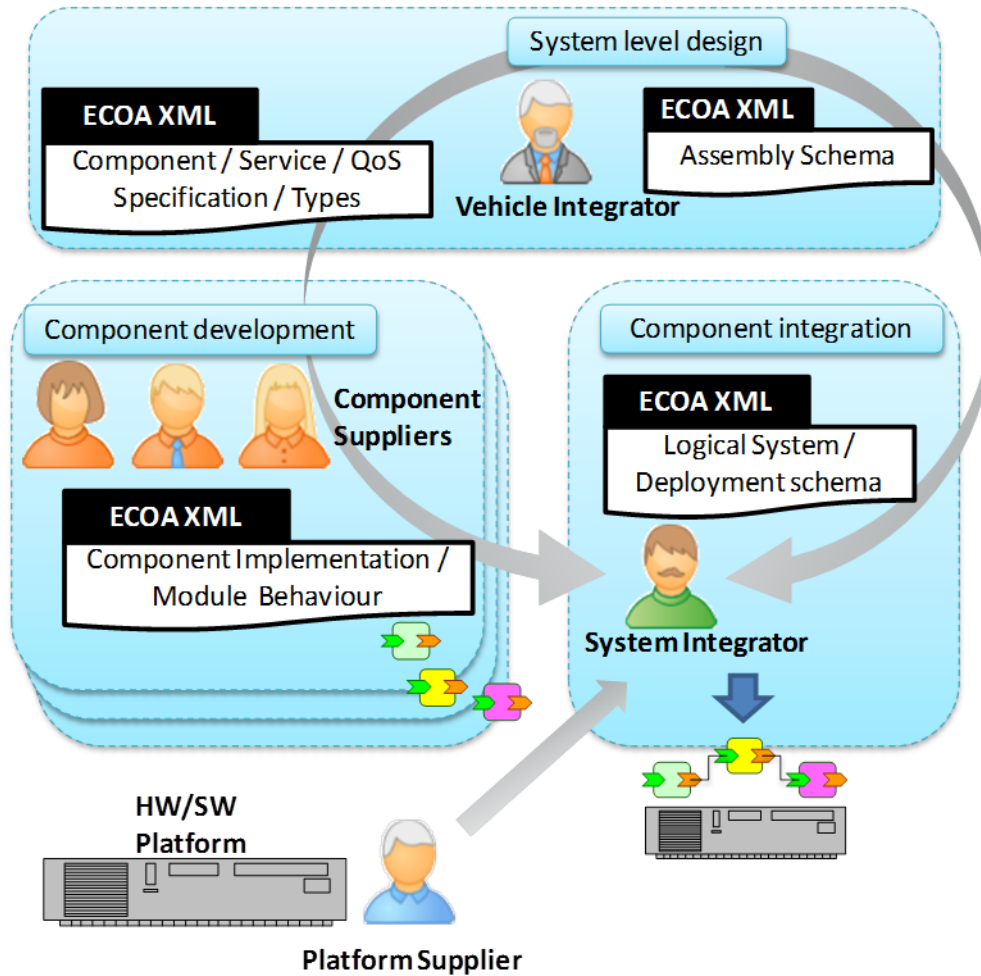 System level design
ECOA XML
Component / Service / QoS
Specification / Types
Vehicle Integrator
ECOA XML
Assembly Schema
Component development
Component
Suppliers
ECOA XML
Component Implementation /
Module Behaviour
Component integration
ECOA XML
Logical System /
Deployment schema
System Integrator
HW/SW
Platform
Platform Supplier